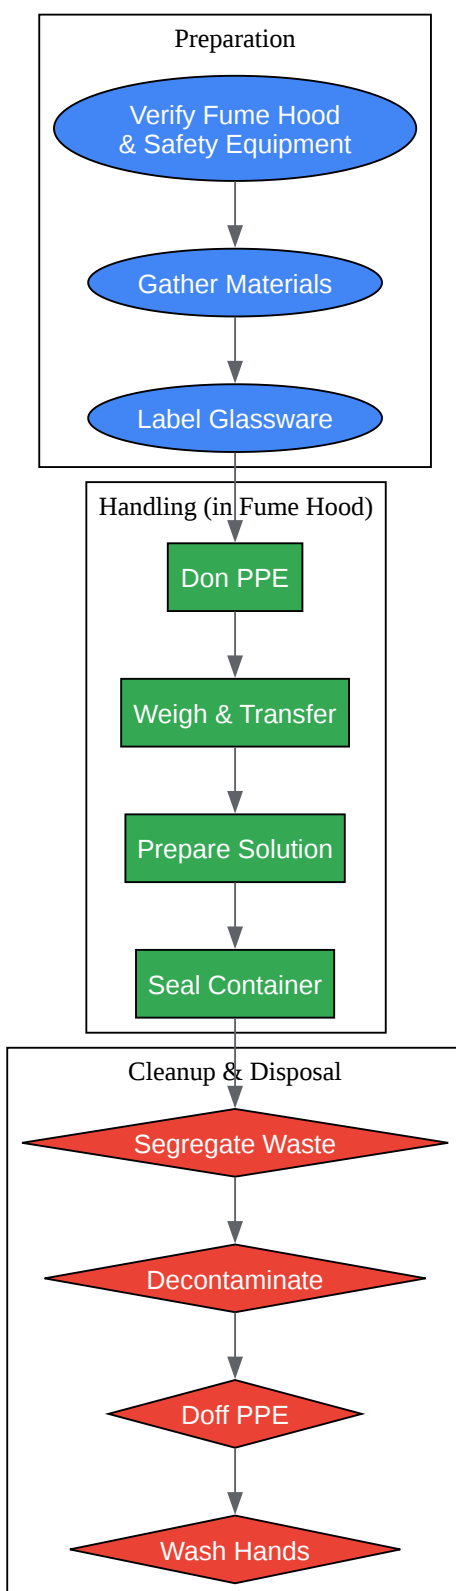 Preparation
Verify Fume Hood
& Safety Equipment
Gather Materials
Label Glassware
Handling (in Fume Hood)
Don PPE
Weigh & Transfer
Prepare Solution
Seal Container
Cleanup & Disposal
Segregate Waste
Decontaminate
Doff PPE
Wash Hands